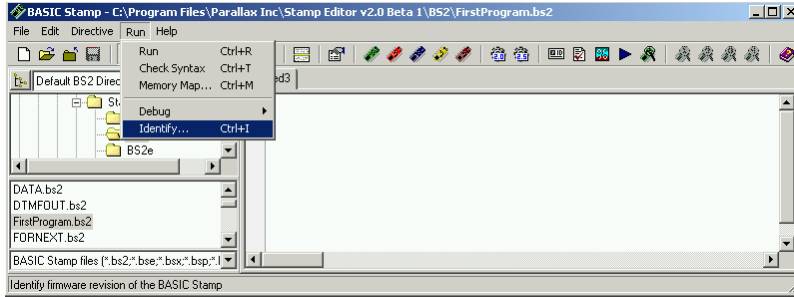 BASIC Stamp - C:\Program Files\Parallax Inc\Stamp Editor v2.0 Beta 1\BS2\FirstProgram.bs2
File Edit Directive Run Help
Run Ctrl+R
Check Syntax Ctrl+T
Memory Map... Ctrl+M
Debug
Identify... Ctrl+I
Default BS2 Direc
ed3
BS2e
DATA.bs2
DTMFOUT.bs2
FirstProgram.bs2
FORNEXT.bs2
BASIC Stamp files (*.bs2;*.bse;*.bsx;*.bsp;*.
Identify firmware revision of the BASIC Stamp